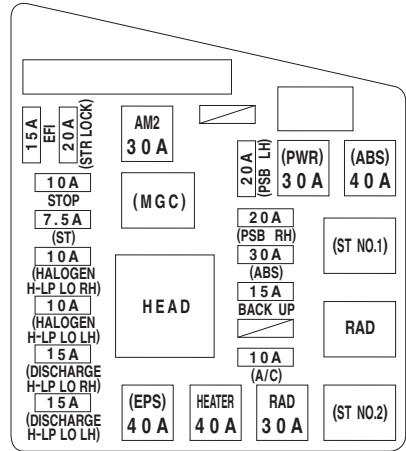 15A
EFI
20A
(STR LOCK)
AM2
30A
20A
(PSB LH)
(PWR)
30A
(ABS)
40A
10A
STOP
7.5A
(ST)
10A
(HALOGEN
H-LP LO RH)
10A
(HALOGEN
H-LP LO LH)
15A
(DISCHARGE
H-LP LO RH)
15A
(DISCHARGE
H-LP LO LH)
(MGC)
HEAD
20A
(PSB RH)
30A
(ABS)
15A
BACK UP
10A
(A/C)
(ST NO.1)
RAD
(EPS)
40A
HEATER
40A
RAD
30A
(ST NO.2)